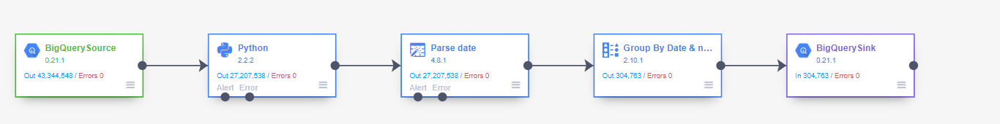 BigQuerySource
0.21.1
Out 43,344,548 / Errors 0
Python
2.2.2
Out 27,207,538 / Errors 0
Alert Error
Parse date
4.8.1
Out 27,207,538 / Errors 0
Alert Error
Group By Date & n...
2.10.1
Out 304,763 / Errors 0
BigQuerySink
0.21.1
In 304,763 / Errors 0